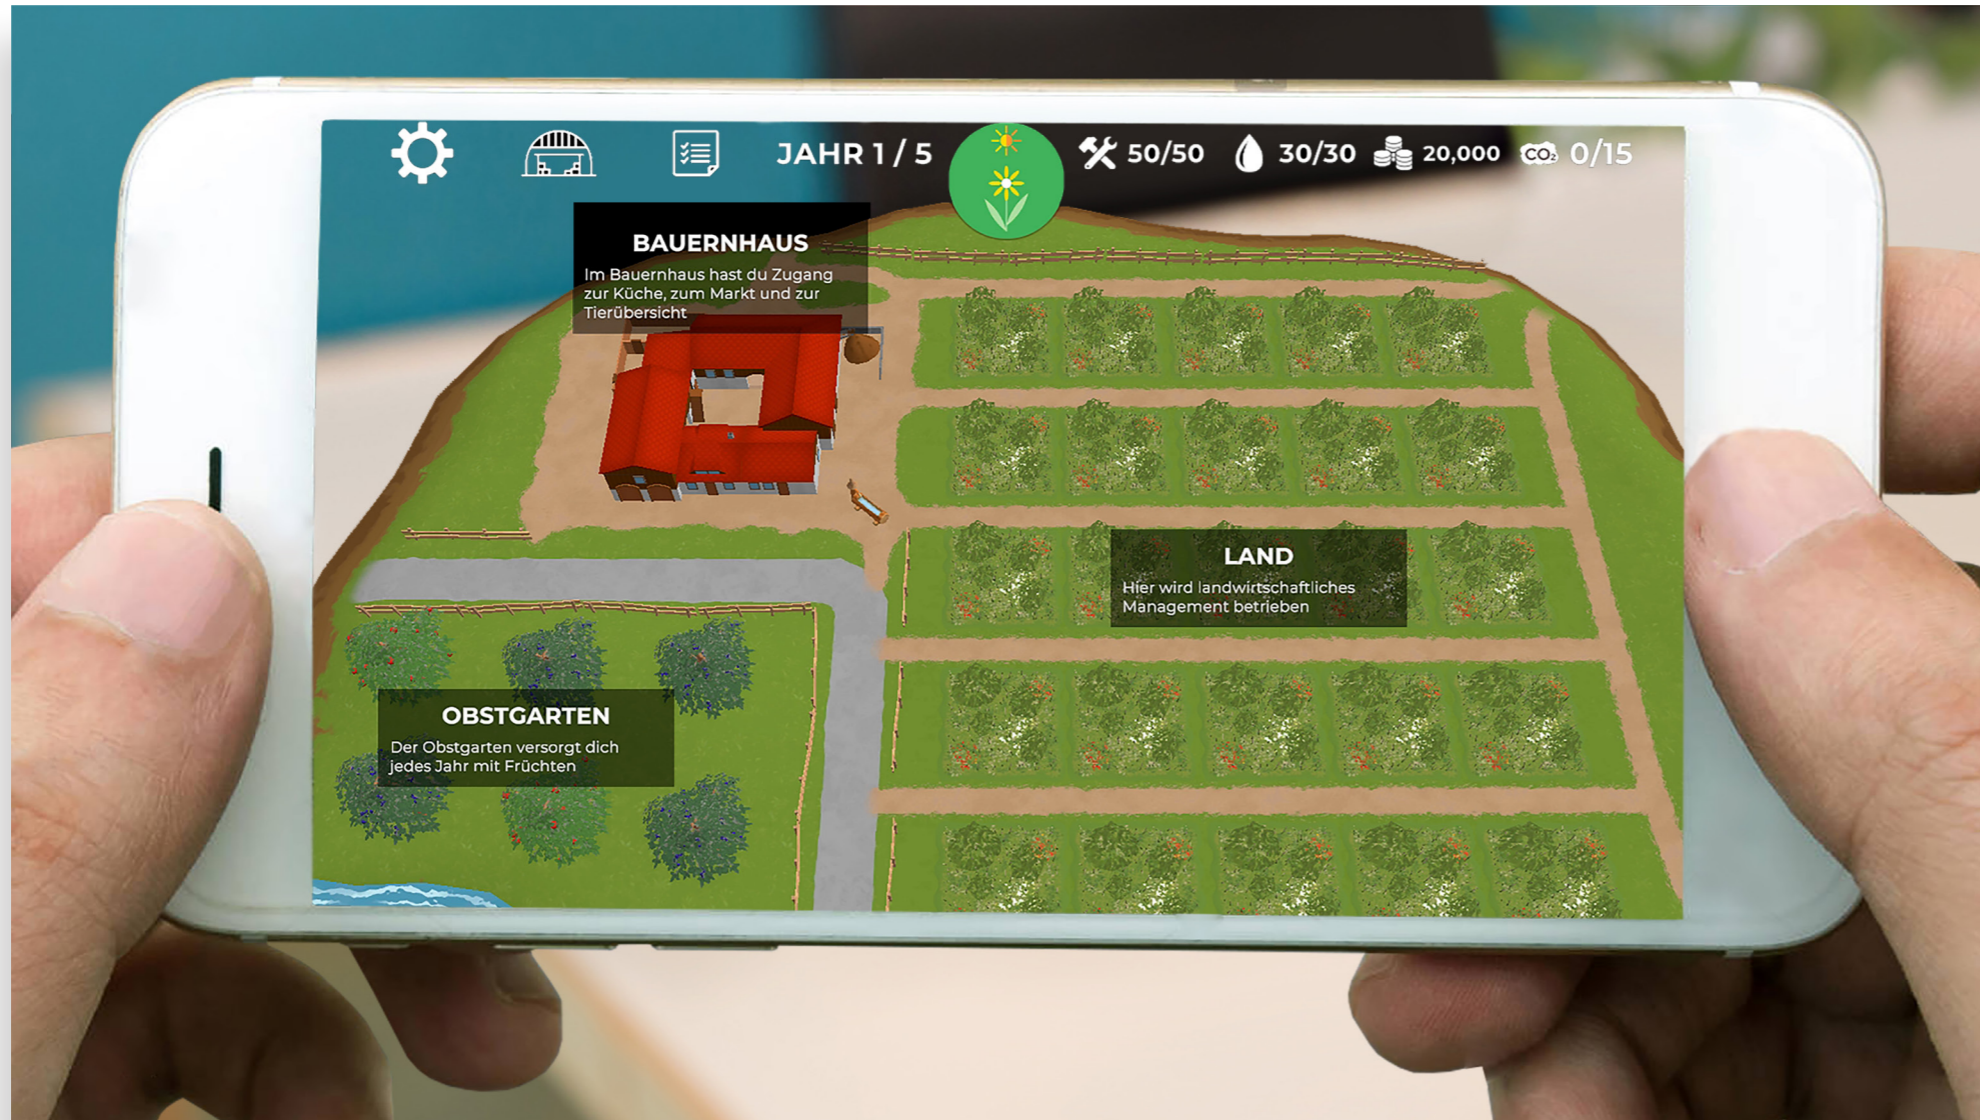 JAHR 1 / 5
50/50
30/30
20,000
CO₂ 0/15
BAUERNHAUS
Im Bauernhaus hast du Zugang
zur Küche, zum Markt und zur
Tierübersicht
LAND
Hier wird landwirtschaftliches
Management betrieben
OBSTGARTEN
Der Obstgarten versorgt dich
jedes Jahr mit Früchten